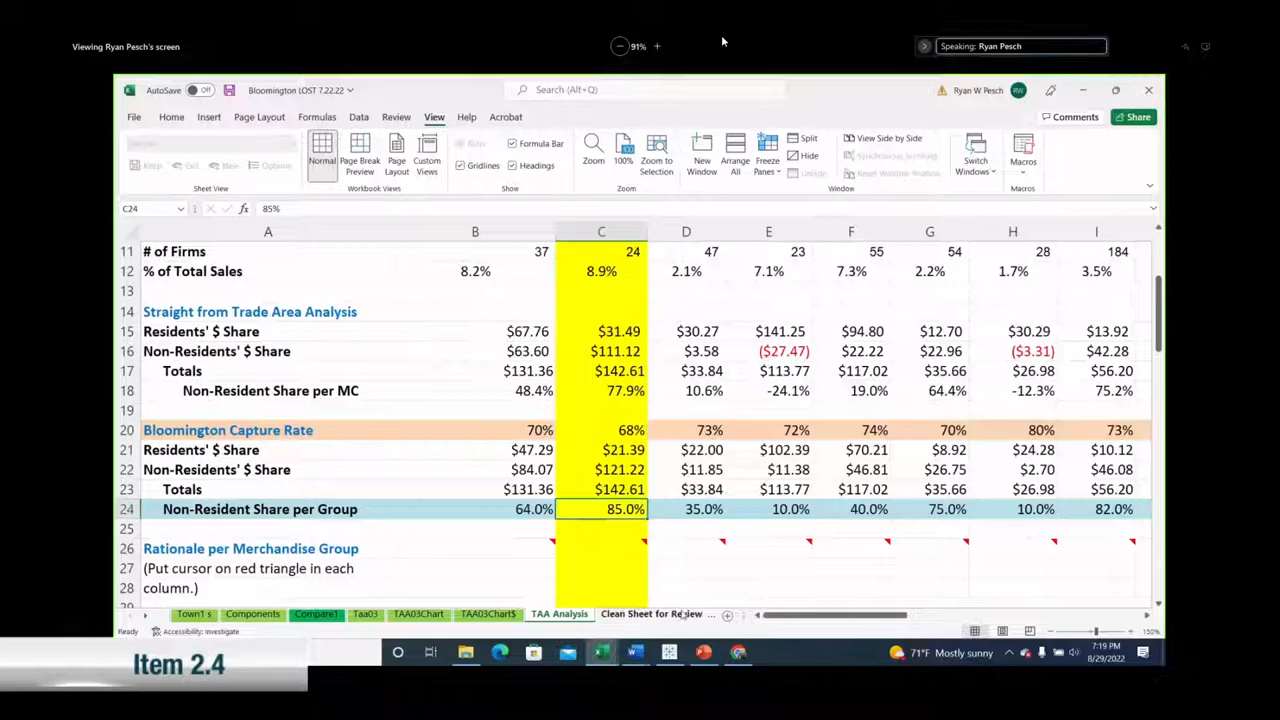 Viewing Ryan Pesch's screen
91%
Speaking: Ryan Pesch
AutoSave Off Bloomington LOST 7.22.22 Search (Alt+Q) Ryan W Pesch RW
File Home Insert Page Layout Formulas Data Review View Help Acrobat Comments Share
Normal Page Break Preview Page Layout Custom Views
Keep Exit New Options
Sheet View Workbook Views
Ruler Formula Bar
Gridlines Headings
Show
Zoom 100% Zoom to Selection
Zoom
New Window Arrange All Freeze Panes
Split
Hide
Unhide
View Side by Side
Synchronous Scrolling
Reset Window Position
Window
Switch Windows
Macros
Macros
C24 fx 85%
A B C D E F G H I
11 # of Firms 37 24 47 23 55 54 28 184
12 % of Total Sales 8.2% 8.9% 2.1% 7.1% 7.3% 2.2% 1.7% 3.5%
13
14 Straight from Trade Area Analysis
15 Residents' $ Share $67.76 $31.49 $30.27 $141.25 $94.80 $12.70 $30.29 $13.92
16 Non-Residents' $ Share $63.60 $111.12 $3.58 ($27.47) $22.22 $22.96 ($3.31) $42.28
17 Totals $131.36 $142.61 $33.84 $113.77 $117.02 $35.66 $26.98 $56.20
18 Non-Resident Share per MC 48.4% 77.9% 10.6% -24.1% 19.0% 64.4% -12.3% 75.2%
19
20 Bloomington Capture Rate 70% 68% 73% 72% 74% 70% 80% 73%
21 Residents' $ Share $47.29 $21.39 $22.00 $102.39 $70.21 $8.92 $24.28 $10.12
22 Non-Residents' $ Share $84.07 $121.22 $11.85 $11.38 $46.81 $26.75 $2.70 $46.08
23 Totals $131.36 $142.61 $33.84 $113.77 $117.02 $35.66 $26.98 $56.20
24 Non-Resident Share per Group 64.0% 85.0% 35.0% 10.0% 40.0% 75.0% 10.0% 82.0%
25
26 Rationale per Merchandise Group
27 (Put cursor on red triangle in each
28 column.)
29
Town1 s Components Compare1 Taa03 TAA03Chart TAA03Chart$ TAA Analysis Clean Sheet for Review ...
Ready Accessibility: Investigate 150%
71°F Mostly sunny 7:19 PM
8/29/2022
Item 2.4